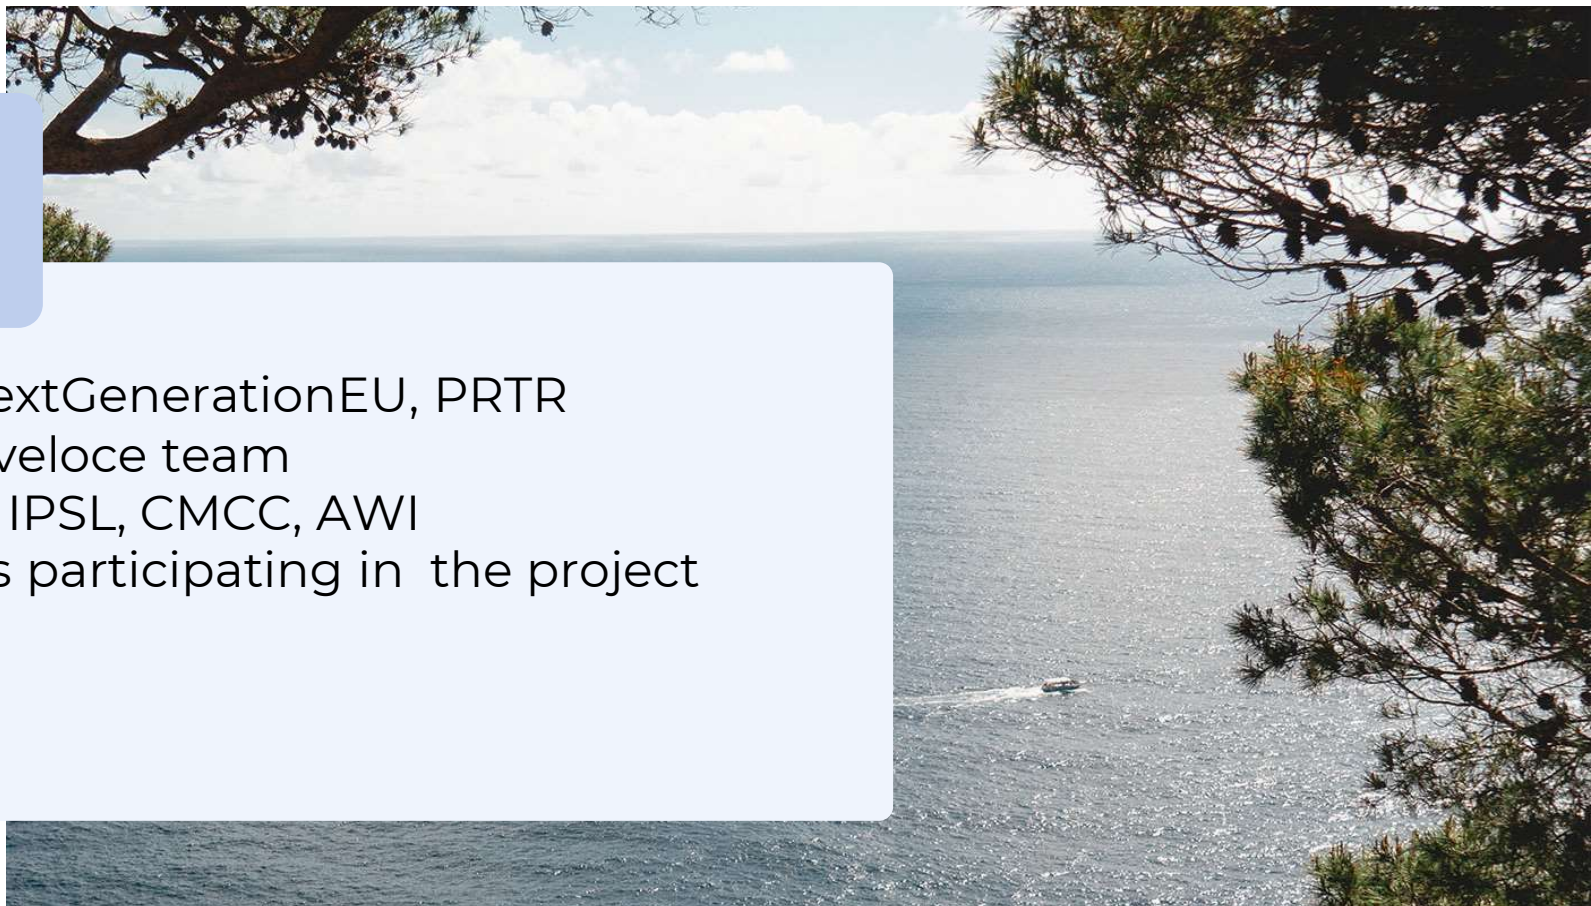 extGenerationEU, PRTR
veloce team
IPSL, CMCC, AWI
s participating in  the project